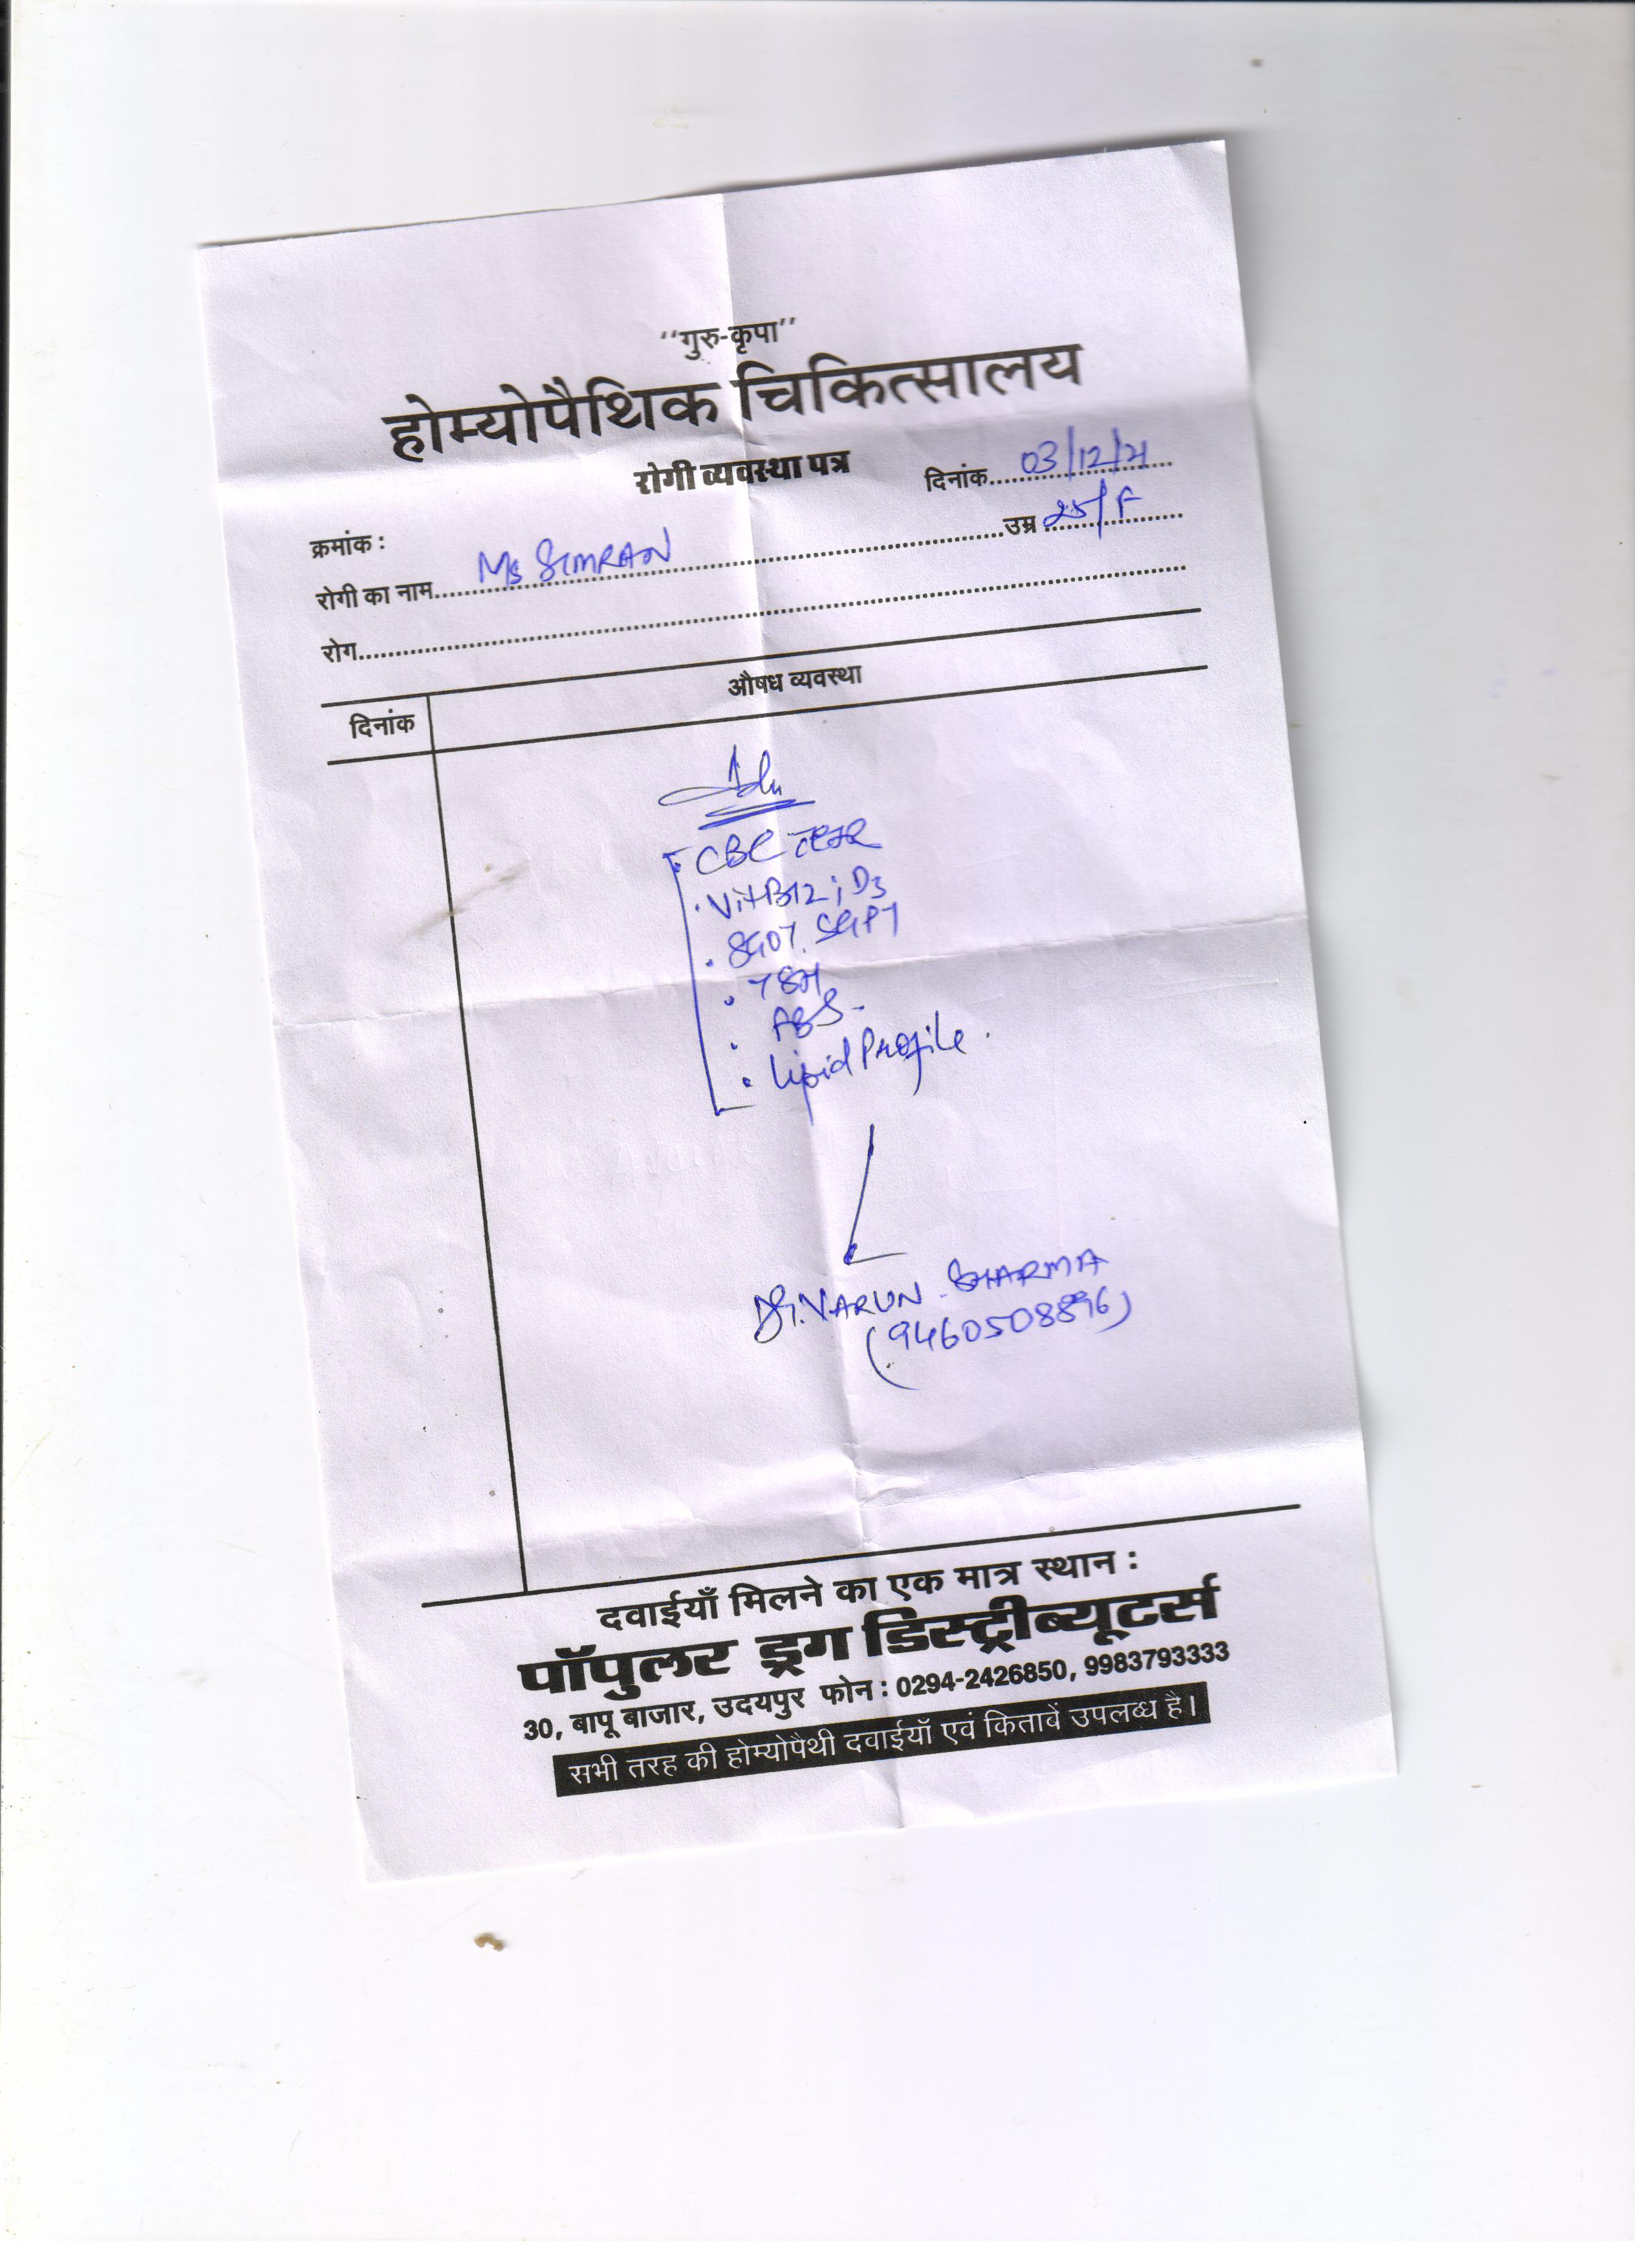 ''गुरु-कृपा''
होम्योपैथिक चिकित्सालय
रोगी व्यवस्था पत्र
दिनांक 03/12/21
क्रमांक :
रोगी का नाम Ms SIMRAN उम्र 25/F
रोग
दिनांक औषध व्यवस्था
Adv
CBC ESR
Vit B12 ; D3
SGOT. SGPT
TSH
Lipid Profile.
Dr. VARUN SHARMA
(9460508896)
दवाईयाँ मिलने का एक मात्र स्थान :
पॉपुलर ड्रग डिस्ट्रीब्यूटर्स
30, बापू बाजार, उदयपुर फोन : 0294-2426850, 9983793333
सभी तरह की होम्योपैथी दवाईयाँ एवं किताबें उपलब्ध है।